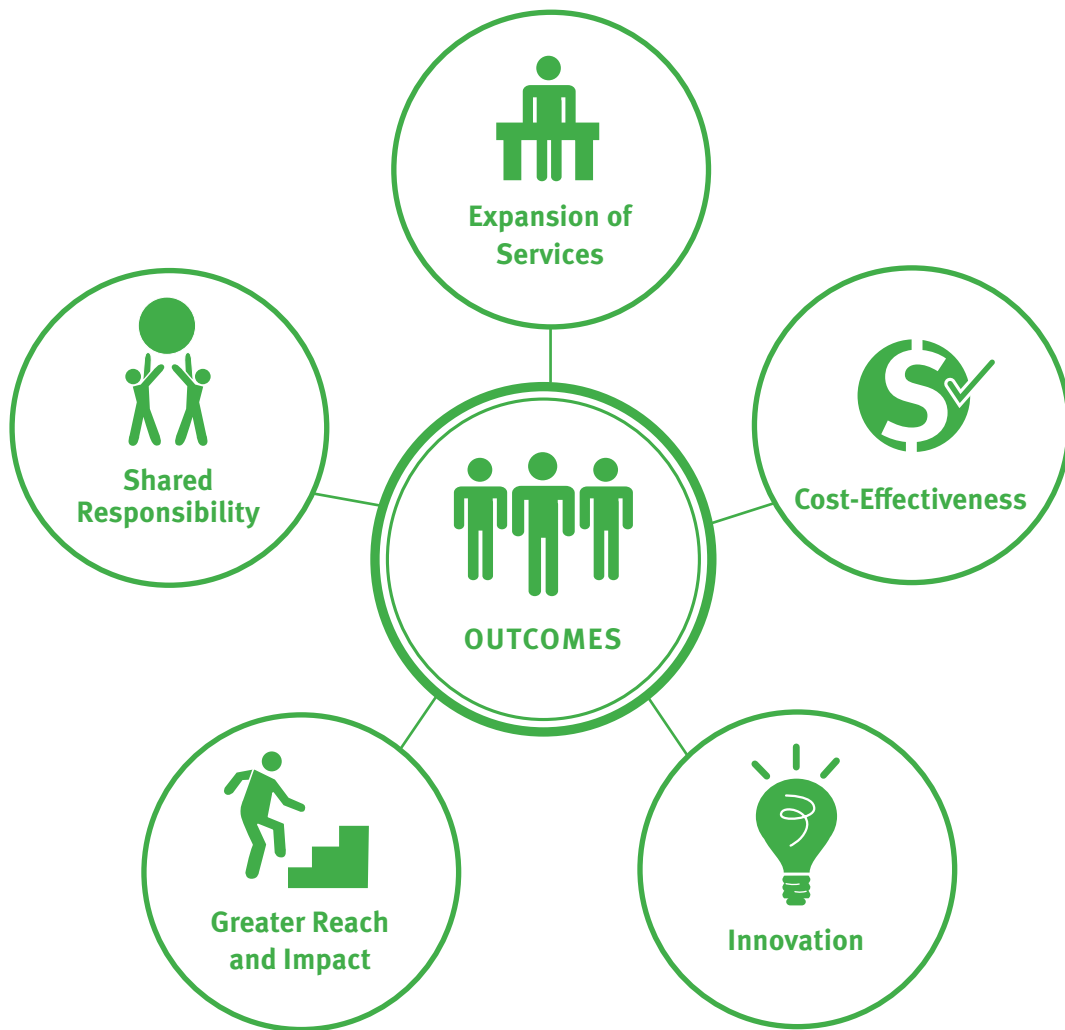 Expansion of
Services
Shared
Responsibility
Cost-Effectiveness
OUTCOMES
Greater Reach
and Impact
Innovation